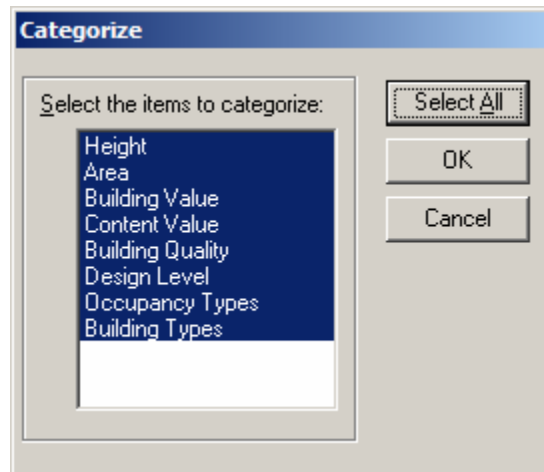 Categorize
Select the items to categorize:
Height
Area
Building Value
Content Value
Building Quality
Design Level
Occupancy Types
Building Types
Select All
OK
Cancel